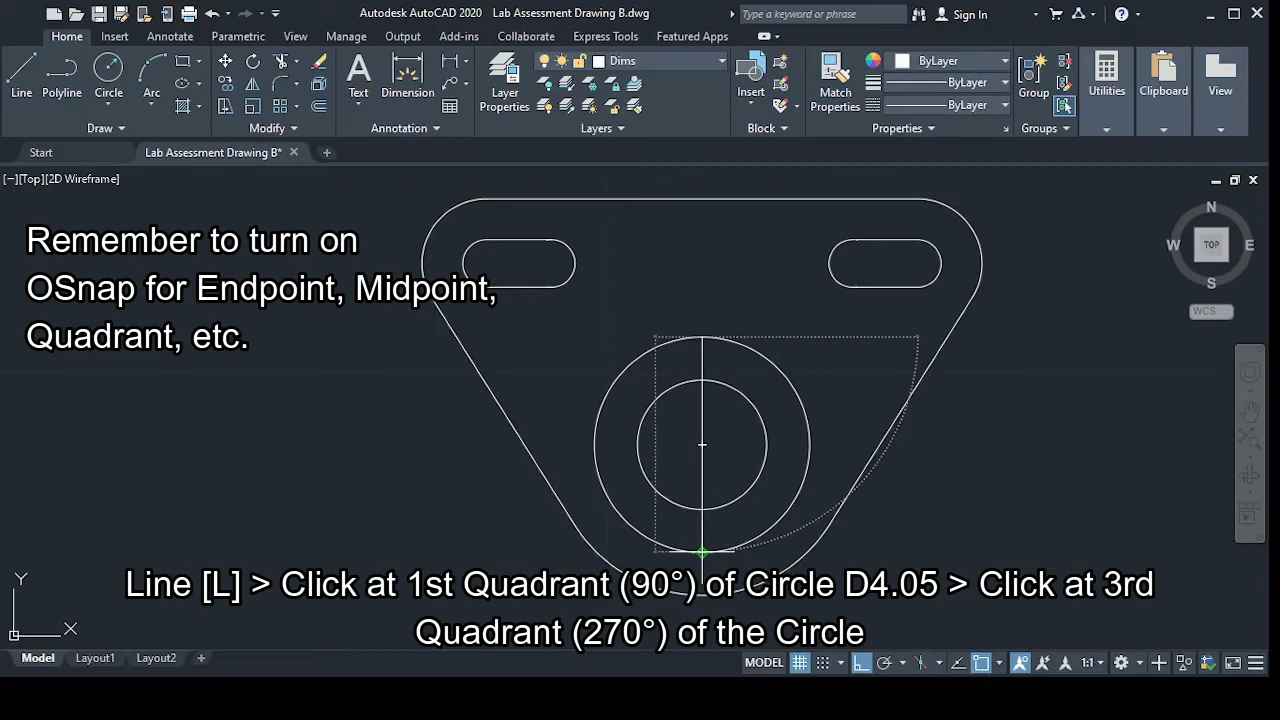 Autodesk AutoCAD 2020 Lab Assessment Drawing B.dwg
Type a keyword or phrase
Sign In
Home Insert Annotate Parametric View Manage Output Add-ins Collaborate Express Tools Featured Apps
Line Polyline Circle Arc
Text Dimension
Layer Properties
Dims
Insert
Match Properties
ByLayer
ByLayer
ByLayer
Group
Utilities
Clipboard
View
Draw Modify Annotation Layers Block Properties Groups
Start Lab Assessment Drawing B*
[−][Top][2D Wireframe]
N
W TOP E
S
WCS
Remember to turn on
OSnap for Endpoint, Midpoint,
Quadrant, etc.
Line [L] > Click at 1st Quadrant (90°) of Circle D4.05 > Click at 3rd
Quadrant (270°) of the Circle
Y
X
Model Layout1 Layout2
MODEL
1:1